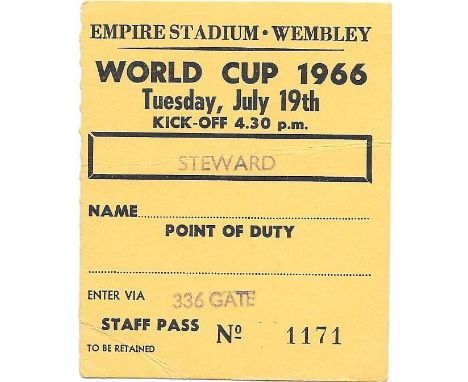 EMPIRE STADIUM • WEMBLEY
WORLD CUP 1966
Tuesday, July 19th
KICK-OFF 4.30 p.m.
STEWARD
NAME
POINT OF DUTY
ENTER VIA 336 GATE
STAFF PASS Nº 1171
TO BE RETAINED